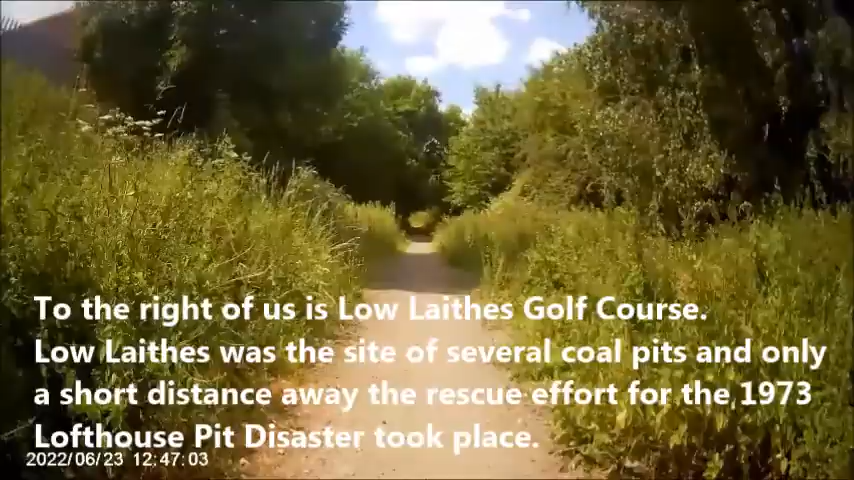 To the right of us is Low Laithes Golf Course.
Low Laithes was the site of several coal pits and only
a short distance away the rescue effort for the 1973
Lofthouse Pit Disaster took place.
2022/06/23 12:47:03